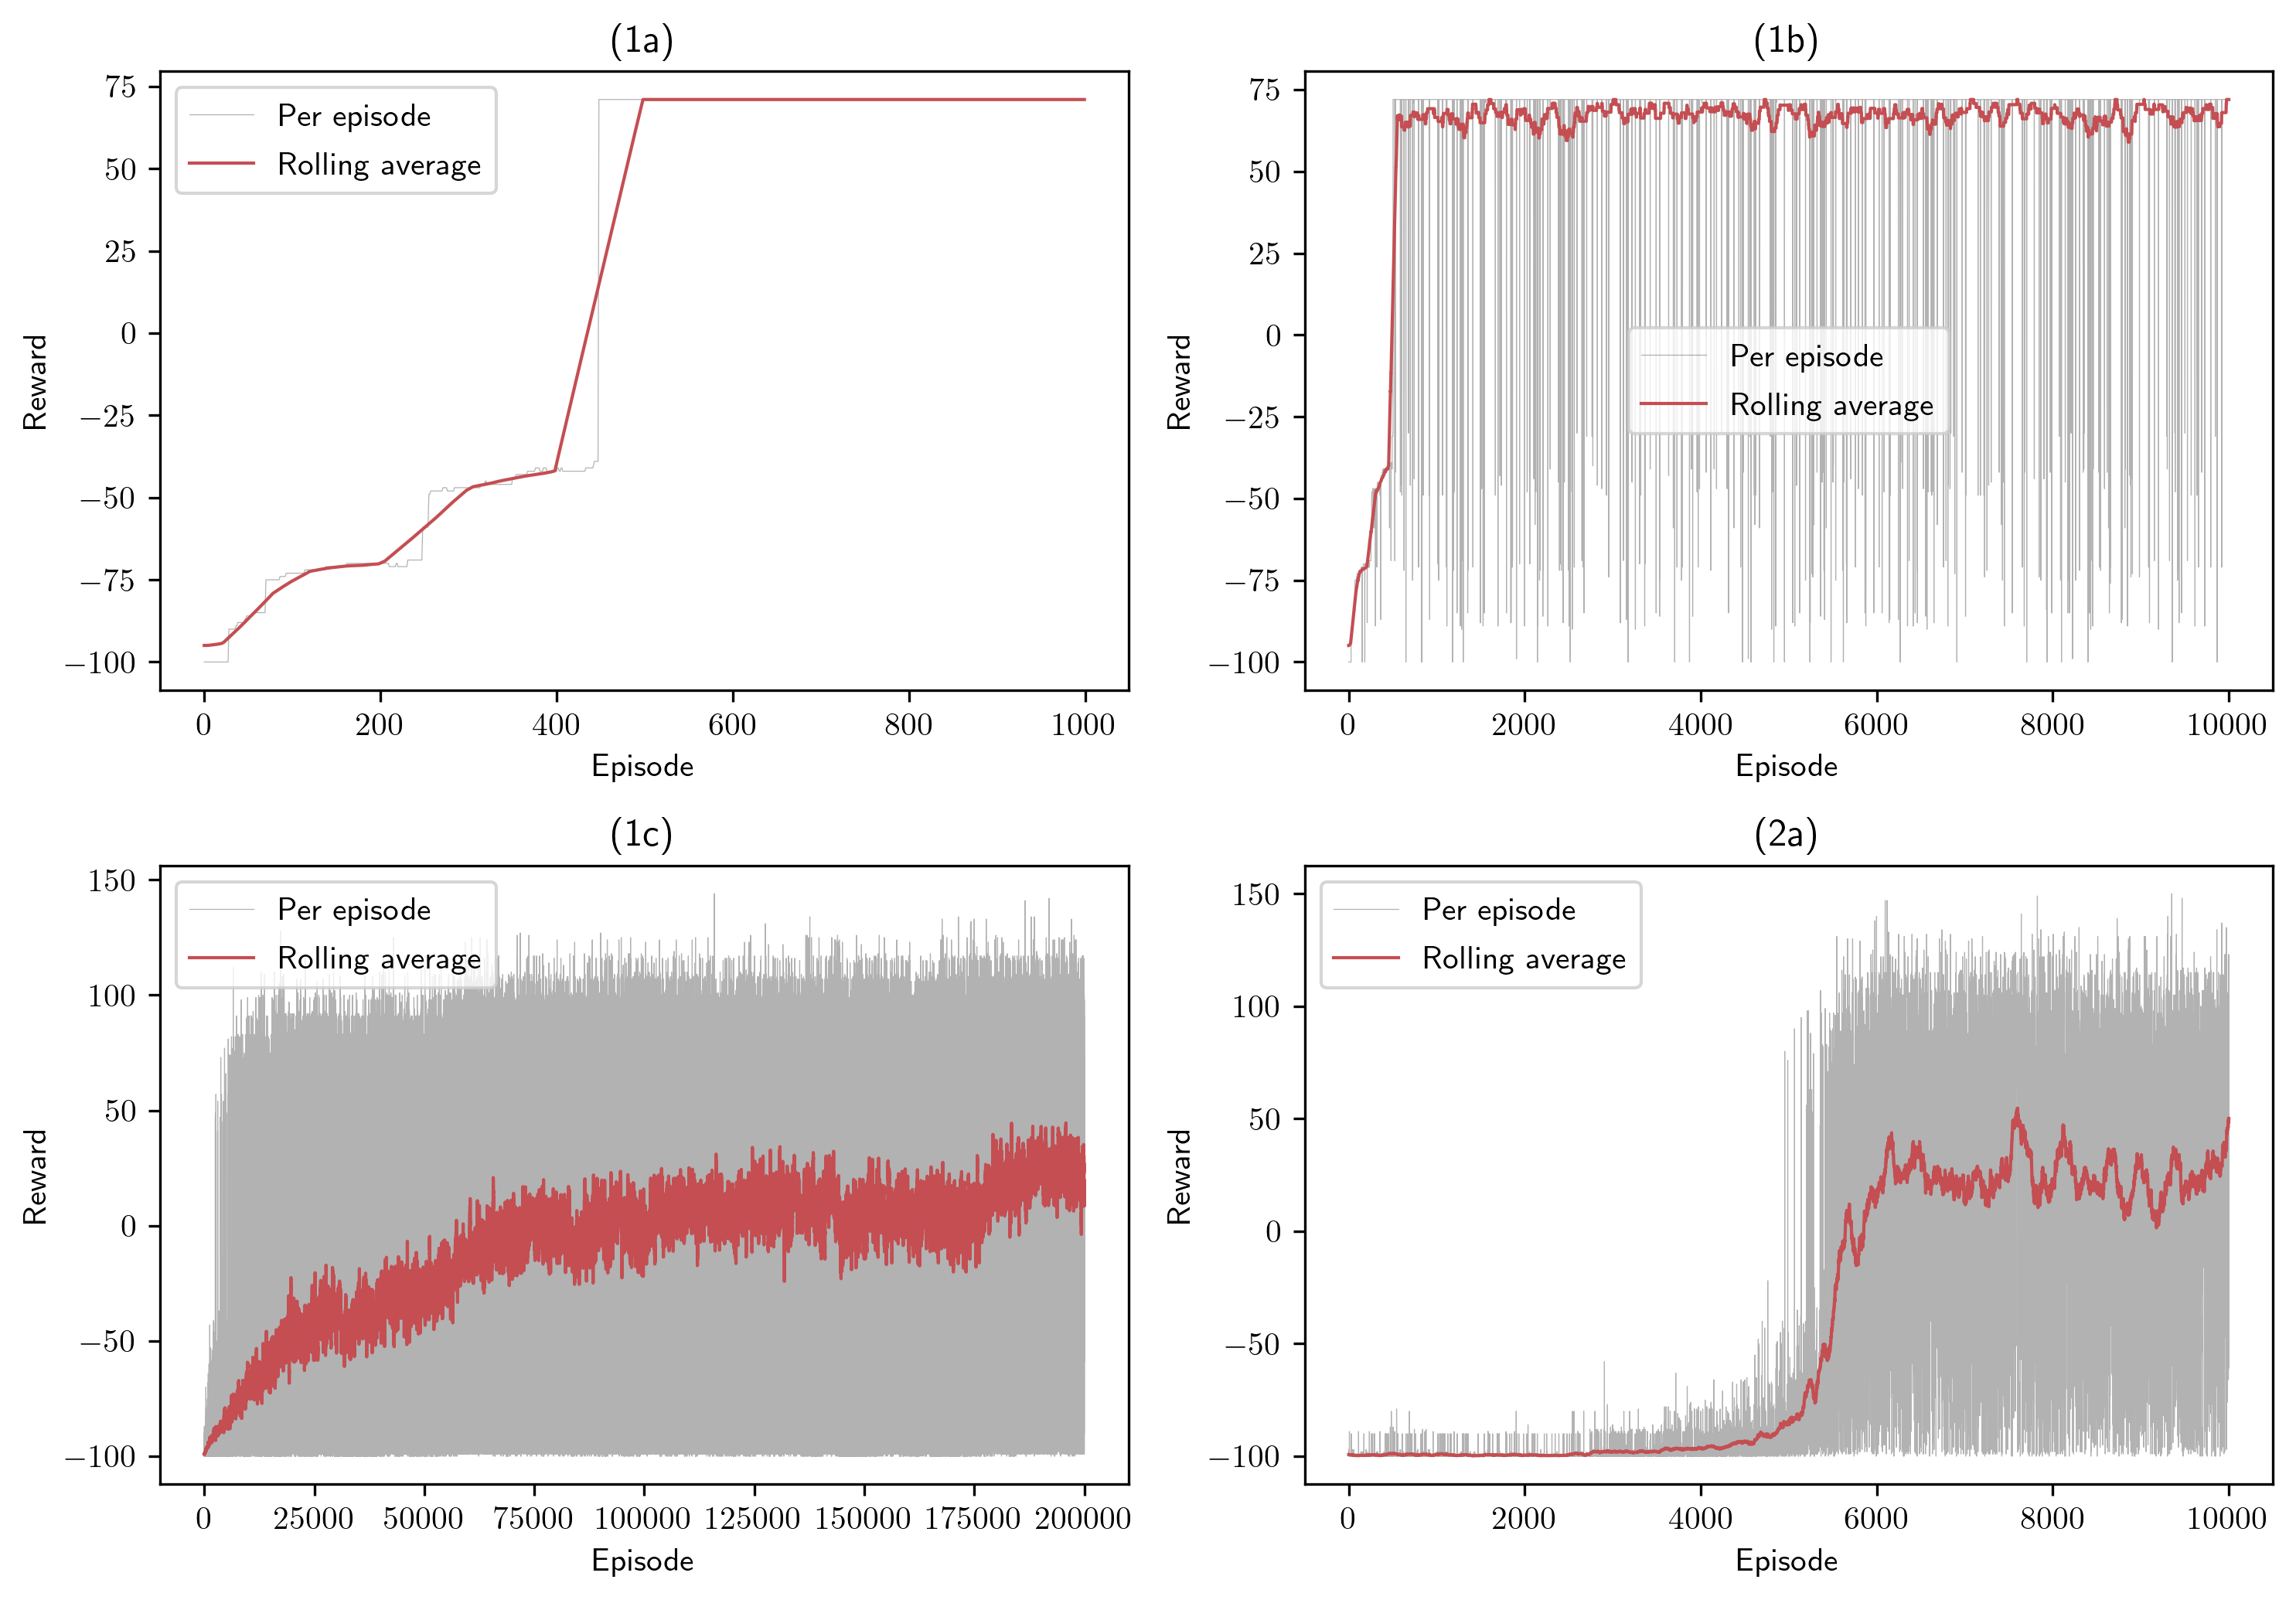 (1a)
75
50
25
0
−25
−50
−75
−100
Reward
Per episode
Rolling average
0 200 400 600 800 1000
Episode
(1b)
75
50
25
0
−25
−50
−75
−100
Reward
Per episode
Rolling average
0 2000 4000 6000 8000 10000
Episode
(1c)
150
100
50
0
−50
−100
Reward
Per episode
Rolling average
0 25000 50000 75000 100000 125000 150000 175000 200000
Episode
(2a)
150
100
50
0
−50
−100
Reward
Per episode
Rolling average
0 2000 4000 6000 8000 10000
Episode